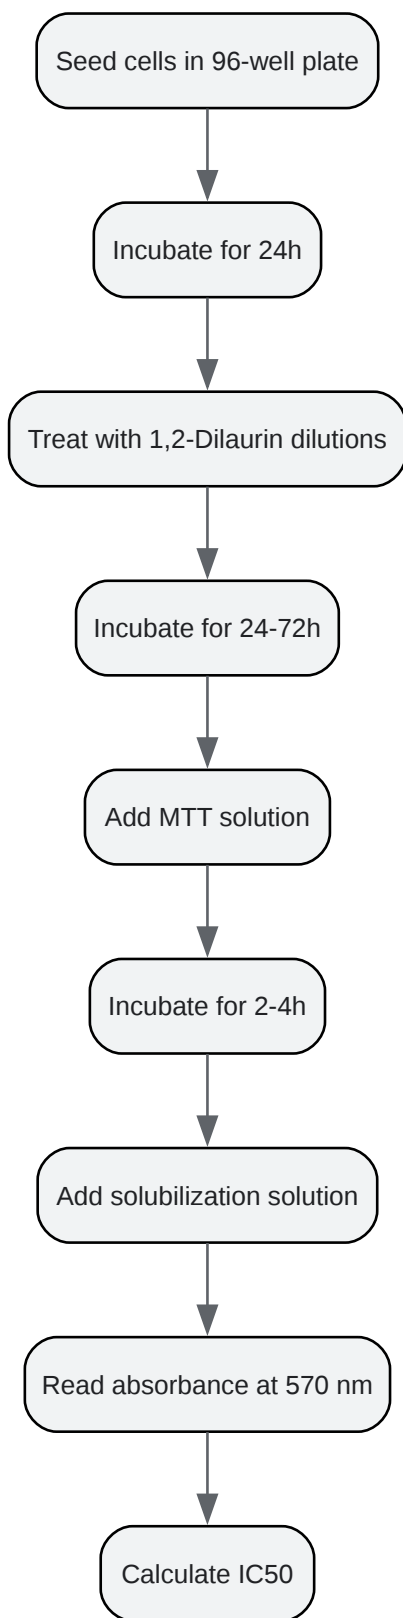 Seed cells in 96-well plate
Incubate for 24h
Treat with 1,2-Dilaurin dilutions
Incubate for 24-72h
Add MTT solution
Incubate for 2-4h
Add solubilization solution
Read absorbance at 570 nm
Calculate IC50